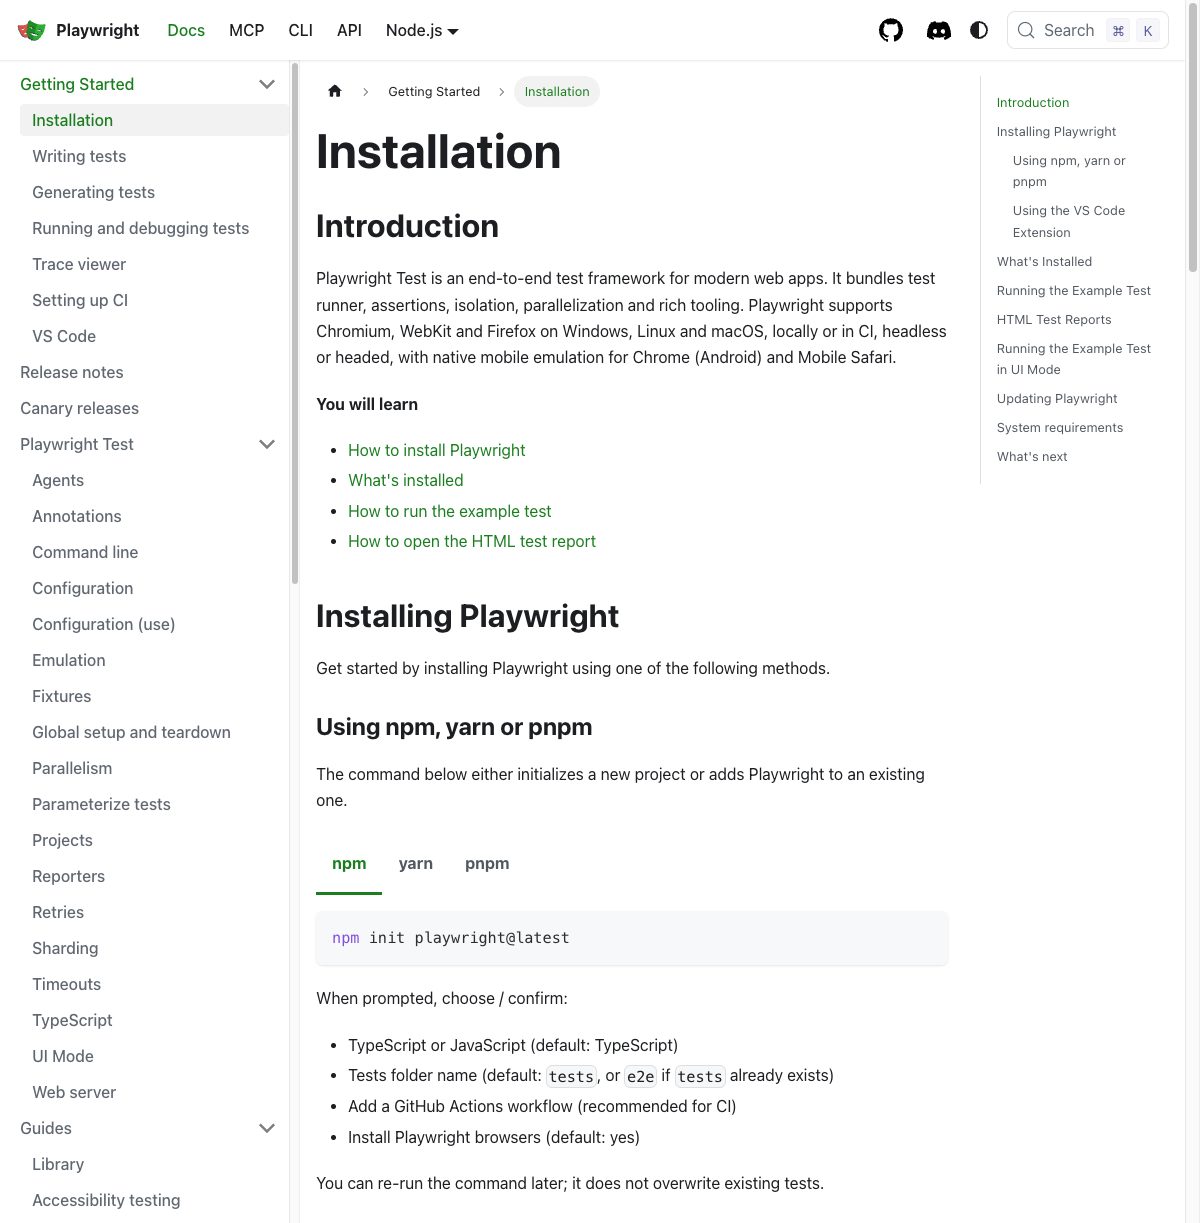 Playwright
Docs
MCP
CLI
API
Node.js
Search
⌘
K
Getting Started
Installation
Writing tests
Generating tests
Running and debugging tests
Trace viewer
Setting up CI
VS Code
Release notes
Canary releases
Playwright Test
Agents
Annotations
Command line
Configuration
Configuration (use)
Emulation
Fixtures
Global setup and teardown
Parallelism
Parameterize tests
Projects
Reporters
Retries
Sharding
Timeouts
TypeScript
UI Mode
Web server
Guides
Library
Accessibility testing
Getting Started
Installation
Installation
Introduction
Playwright Test is an end-to-end test framework for modern web apps. It bundles test
runner, assertions, isolation, parallelization and rich tooling. Playwright supports
Chromium, WebKit and Firefox on Windows, Linux and macOS, locally or in CI, headless
or headed, with native mobile emulation for Chrome (Android) and Mobile Safari.
You will learn
How to install Playwright
What's installed
How to run the example test
How to open the HTML test report
Installing Playwright
Get started by installing Playwright using one of the following methods.
Using npm, yarn or pnpm
The command below either initializes a new project or adds Playwright to an existing
one.
npm
yarn
pnpm
npm init playwright@latest
When prompted, choose / confirm:
TypeScript or JavaScript (default: TypeScript)
Tests folder name (default: tests, or e2e if tests already exists)
Add a GitHub Actions workflow (recommended for CI)
Install Playwright browsers (default: yes)
You can re-run the command later; it does not overwrite existing tests.
Introduction
Installing Playwright
Using npm, yarn or
pnpm
Using the VS Code
Extension
What's Installed
Running the Example Test
HTML Test Reports
Running the Example Test
in UI Mode
Updating Playwright
System requirements
What's next